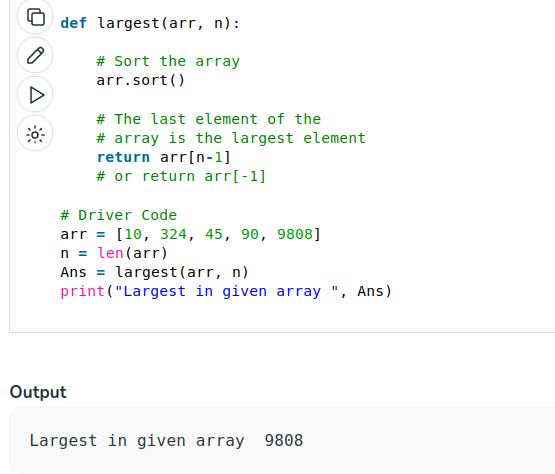 def largest(arr, n):
    # Sort the array
    arr.sort()
    # The last element of the
    # array is the largest element
    return arr[n-1]
    # or return arr[-1]
# Driver Code
arr = [10, 324, 45, 90, 9808]
n = len(arr)
Ans = largest(arr, n)
print("Largest in given array ", Ans)
Output
Largest in given array  9808